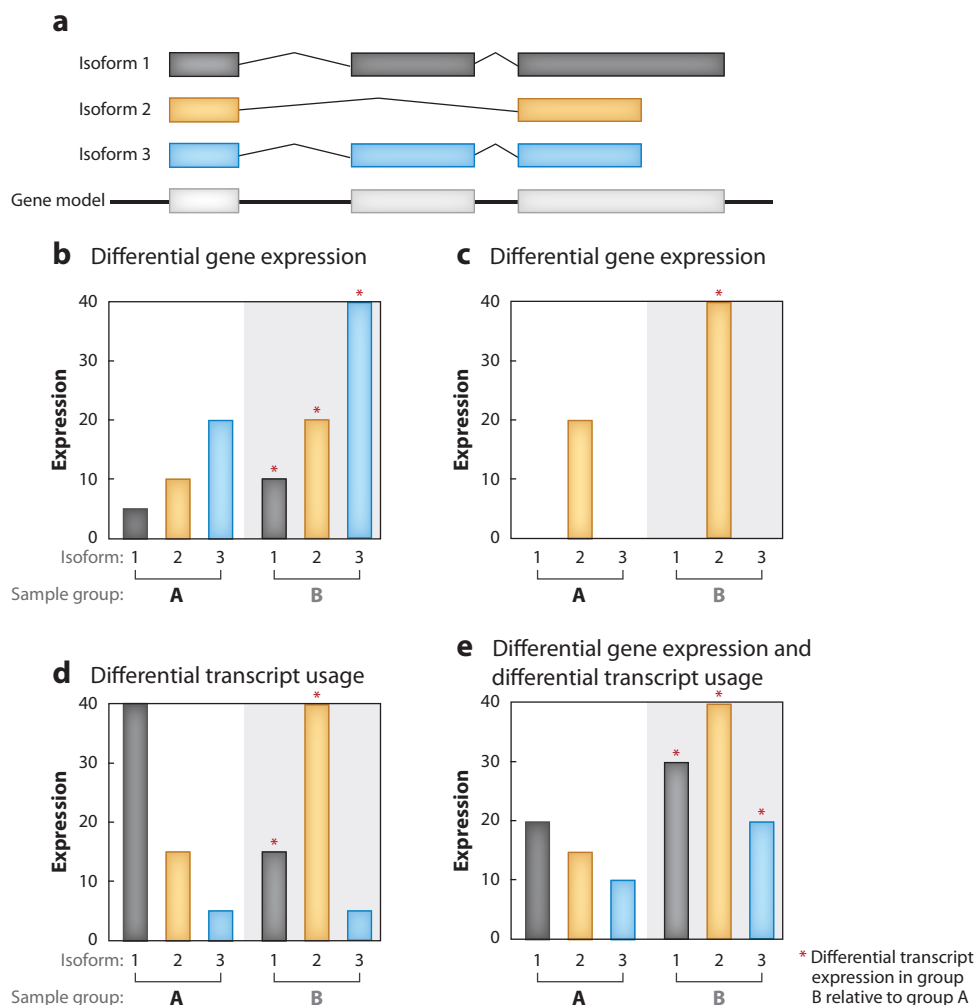 a
Isoform 1
Isoform 2
Isoform 3
Gene model
b Differential gene expression
40
30
20
10
0
Expression
*
*
*
Isoform: 1 2 3 1 2 3
Sample group: A B
c Differential gene expression
40
30
20
10
0
Expression
*
1 2 3 1 2 3
A B
d Differential transcript usage
40
30
20
10
0
Expression
*
*
Isoform: 1 2 3 1 2 3
Sample group: A B
e Differential gene expression and
differential transcript usage
40
30
20
10
0
Expression
*
*
*
1 2 3 1 2 3
A B
* Differential transcript
expression in group
B relative to group A